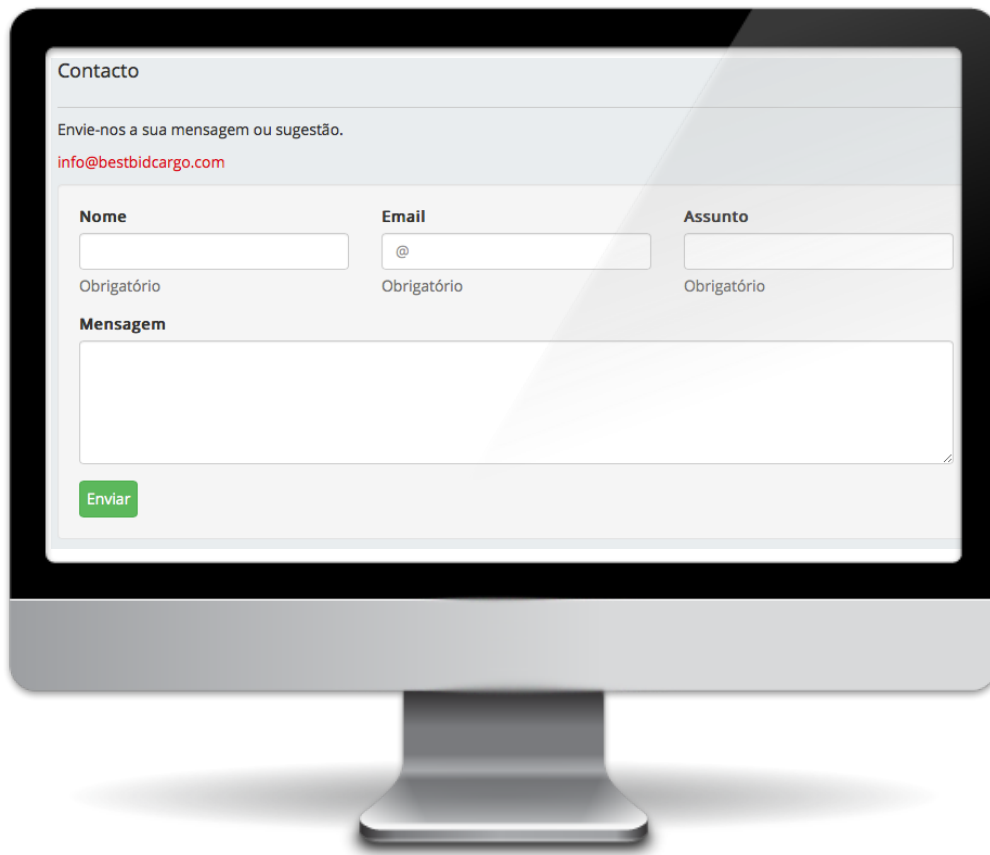 Contacto
Envie-nos a sua mensagem ou sugestão.
info@bestbidcargo.com
Nome Email Assunto
@
Obrigatório Obrigatório Obrigatório
Mensagem
Enviar